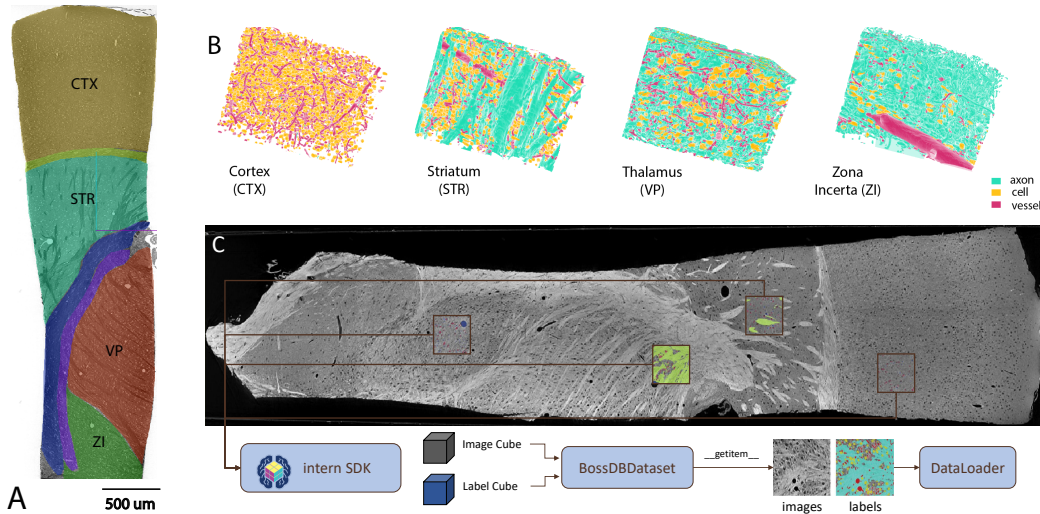 A
CTX
STR
VP
ZI
500 um
B
Cortex
(CTX)
Striatum
(STR)
Thalamus
(VP)
Zona
Incerta (ZI)
axon
cell
vessel
C
intern SDK
Image Cube
Label Cube
BossDBDataset
__getitem__
images
labels
DataLoader